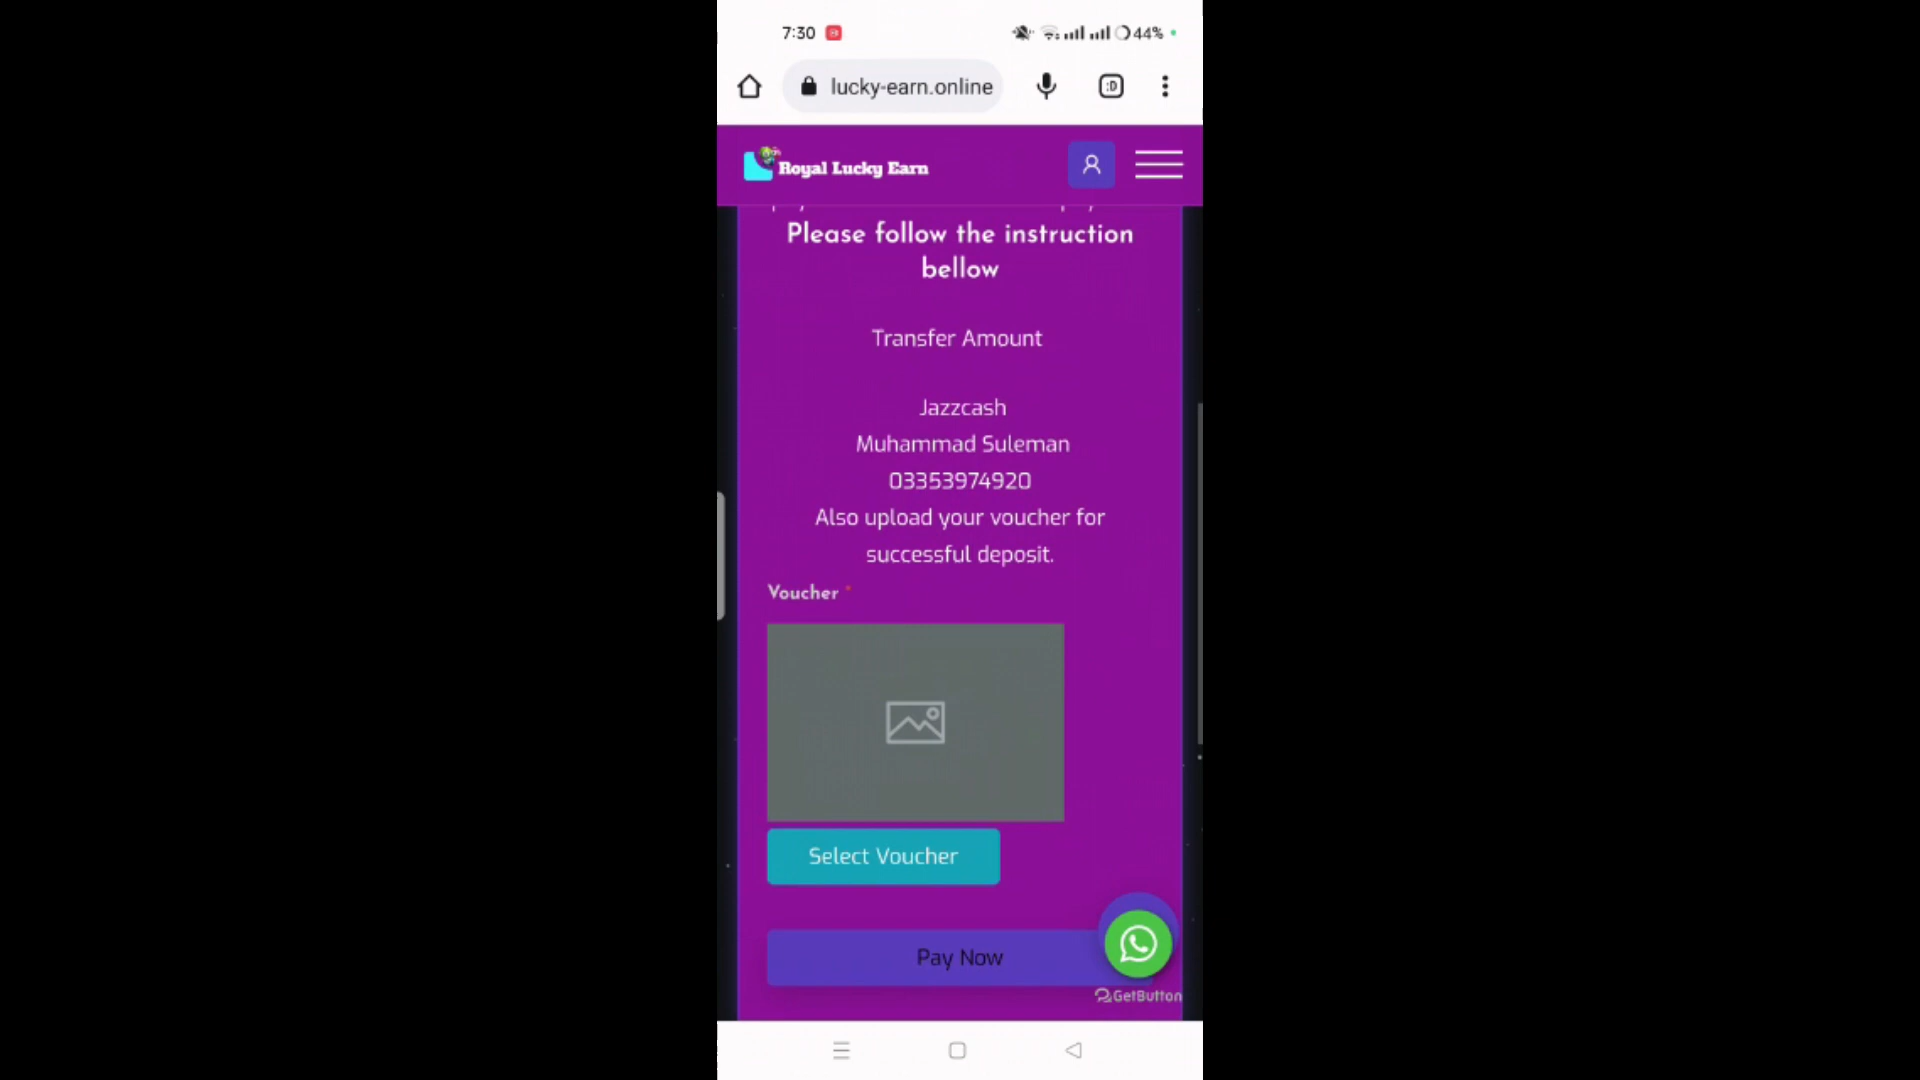 7:30
44%
lucky-earn.online
:D
Royal Lucky Earn
Please follow the instruction
bellow
Transfer Amount
Jazzcash
Muhammad Suleman
03353974920
Also upload your voucher for
successful deposit.
Voucher *
Select Voucher
Pay Now
GetButton